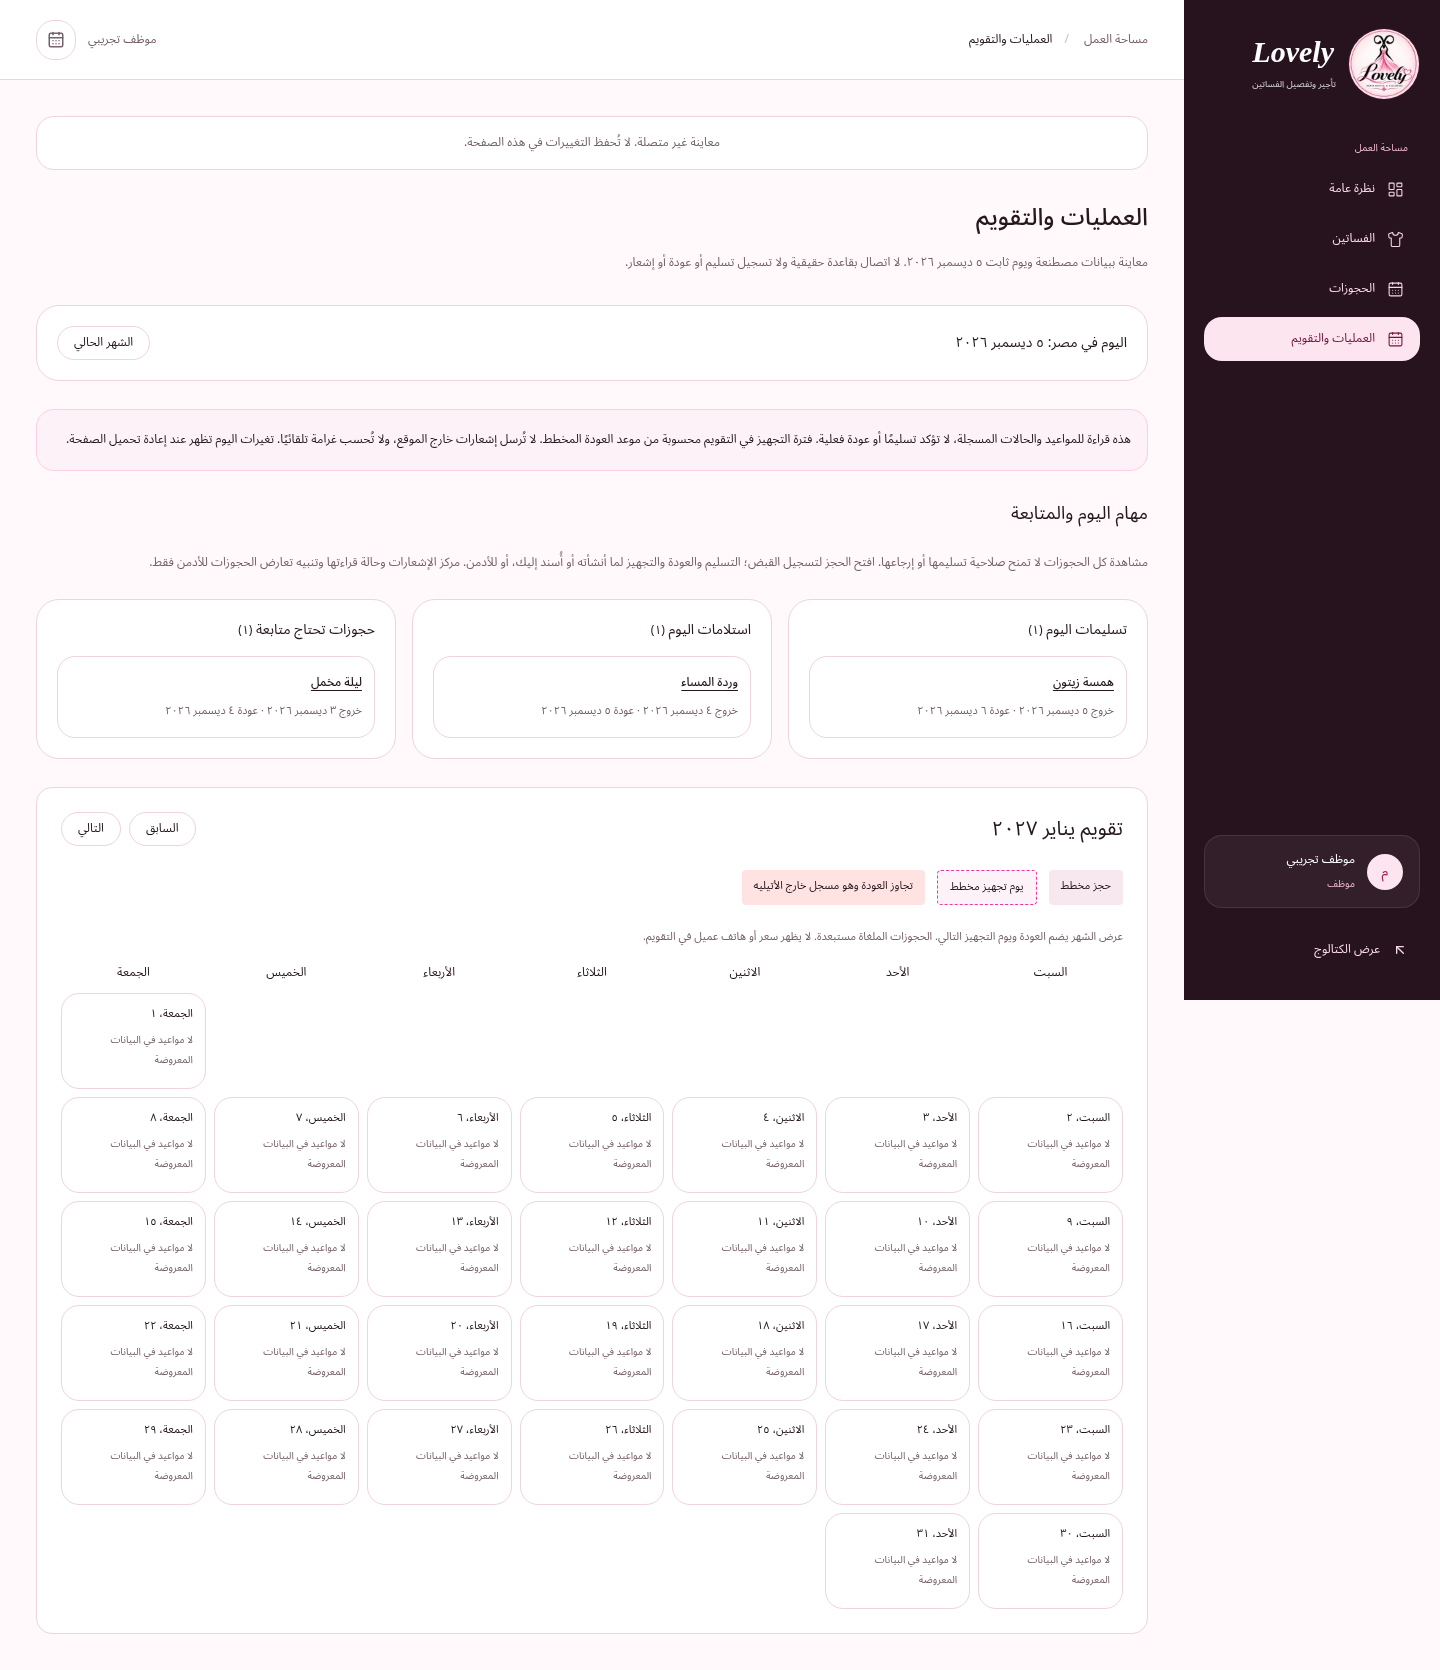 Lovely
Lovely
تأجير وتفصيل الفساتين
مساحة العمل
نظرة عامة
الفساتين
الحجوزات
العمليات والتقويم
موظف تجريبي
موظف
م
عرض الكتالوج
مساحة العمل / العمليات والتقويم
موظف تجريبي
معاينة غير متصلة. لا تُحفظ التغييرات في هذه الصفحة.
العمليات والتقويم
معاينة ببيانات مصطنعة ويوم ثابت ٥ ديسمبر ٢٠٢٦. لا اتصال بقاعدة حقيقية ولا تسجيل تسليم أو عودة أو إشعار.
اليوم في مصر: ٥ ديسمبر ٢٠٢٦
الشهر الحالي
هذه قراءة للمواعيد والحالات المسجلة، لا تؤكد تسليمًا أو عودة فعلية. فترة التجهيز في التقويم محسوبة من موعد العودة المخطط. لا تُرسل إشعارات خارج الموقع، ولا تُحسب غرامة تلقائيًا. تغيرات اليوم تظهر عند إعادة تحميل الصفحة.
مهام اليوم والمتابعة
مشاهدة كل الحجوزات لا تمنح صلاحية تسليمها أو إرجاعها. افتح الحجز لتسجيل القبض؛ التسليم والعودة والتجهيز لما أنشأته أو أُسند إليك، أو للأدمن. مركز الإشعارات وحالة قراءتها وتنبيه تعارض الحجوزات للأدمن فقط.
تسليمات اليوم (١)
همسة زيتون
خروج ٥ ديسمبر ٢٠٢٦ · عودة ٦ ديسمبر ٢٠٢٦
استلامات اليوم (١)
وردة المساء
خروج ٤ ديسمبر ٢٠٢٦ · عودة ٥ ديسمبر ٢٠٢٦
حجوزات تحتاج متابعة (١)
ليلة مخمل
خروج ٣ ديسمبر ٢٠٢٦ · عودة ٤ ديسمبر ٢٠٢٦
تقويم يناير ٢٠٢٧
السابق
التالي
حجز مخطط
يوم تجهيز مخطط
تجاوز العودة وهو مسجل خارج الأتيليه
عرض الشهر يضم العودة ويوم التجهيز التالي. الحجوزات الملغاة مستبعدة. لا يظهر سعر أو هاتف عميل في التقويم.
السبت
الأحد
الاثنين
الثلاثاء
الأربعاء
الخميس
الجمعة
الجمعة، ١
لا مواعيد في البيانات
المعروضة
السبت، ٢
لا مواعيد في البيانات
المعروضة
الأحد، ٣
لا مواعيد في البيانات
المعروضة
الاثنين، ٤
لا مواعيد في البيانات
المعروضة
الثلاثاء، ٥
لا مواعيد في البيانات
المعروضة
الأربعاء، ٦
لا مواعيد في البيانات
المعروضة
الخميس، ٧
لا مواعيد في البيانات
المعروضة
الجمعة، ٨
لا مواعيد في البيانات
المعروضة
السبت، ٩
لا مواعيد في البيانات
المعروضة
الأحد، ١٠
لا مواعيد في البيانات
المعروضة
الاثنين، ١١
لا مواعيد في البيانات
المعروضة
الثلاثاء، ١٢
لا مواعيد في البيانات
المعروضة
الأربعاء، ١٣
لا مواعيد في البيانات
المعروضة
الخميس، ١٤
لا مواعيد في البيانات
المعروضة
الجمعة، ١٥
لا مواعيد في البيانات
المعروضة
السبت، ١٦
لا مواعيد في البيانات
المعروضة
الأحد، ١٧
لا مواعيد في البيانات
المعروضة
الاثنين، ١٨
لا مواعيد في البيانات
المعروضة
الثلاثاء، ١٩
لا مواعيد في البيانات
المعروضة
الأربعاء، ٢٠
لا مواعيد في البيانات
المعروضة
الخميس، ٢١
لا مواعيد في البيانات
المعروضة
الجمعة، ٢٢
لا مواعيد في البيانات
المعروضة
السبت، ٢٣
لا مواعيد في البيانات
المعروضة
الأحد، ٢٤
لا مواعيد في البيانات
المعروضة
الاثنين، ٢٥
لا مواعيد في البيانات
المعروضة
الثلاثاء، ٢٦
لا مواعيد في البيانات
المعروضة
الأربعاء، ٢٧
لا مواعيد في البيانات
المعروضة
الخميس، ٢٨
لا مواعيد في البيانات
المعروضة
الجمعة، ٢٩
لا مواعيد في البيانات
المعروضة
السبت، ٣٠
لا مواعيد في البيانات
المعروضة
الأحد، ٣١
لا مواعيد في البيانات
المعروضة